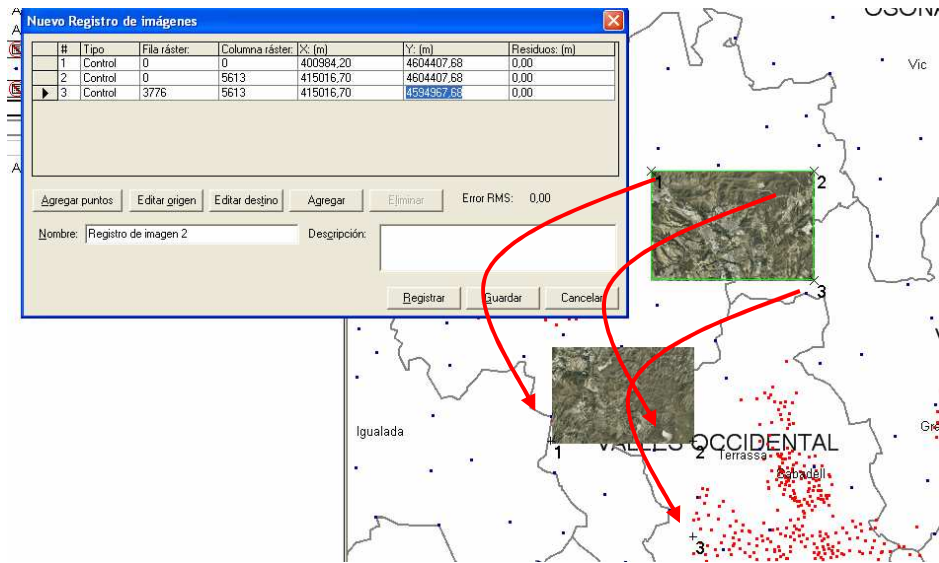 Nuevo Registro de imágenes
# Tipo Fila ráster: Columna ráster: X: (m) Y: (m) Residuos: (m)
1 Control 0 0 400984,20 4604407,68 0,00
2 Control 0 5613 415016,70 4604407,68 0,00
3 Control 3776 5613 415016,70 4594967,68 0,00
Agregar puntos Editar origen Editar destino Agregar Eliminar Error RMS: 0,00
Nombre: Registro de imagen 2 Descripción:
Registrar Guardar Cancelar
OSONA
Vic
1
2
3
Igualada
VALLES OCCIDENTAL
1
2
Terrassa
Sabadell
3